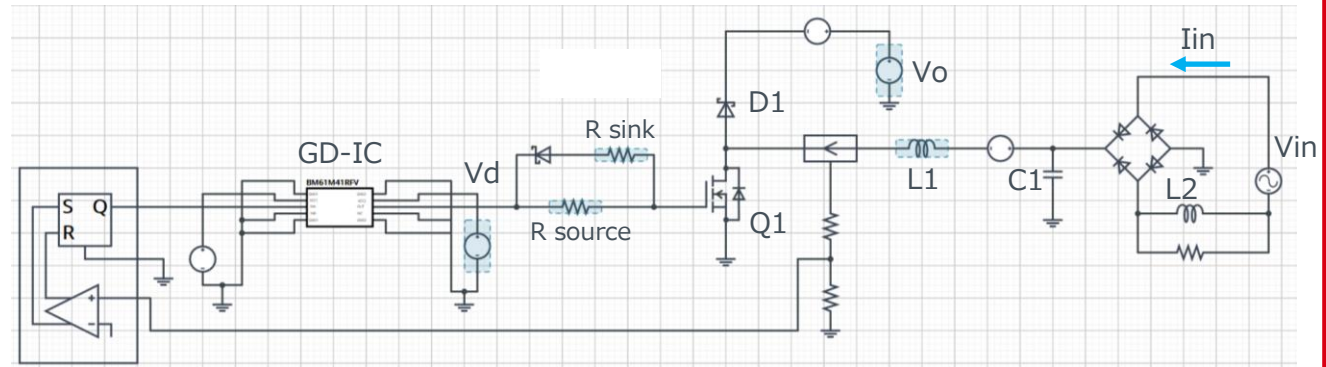 Iin
Vo
D1
R sink
GD-IC
Vd
Vin
BM61M41RFV
L1
C1
L2
S Q
R
R source
Q1
+
−